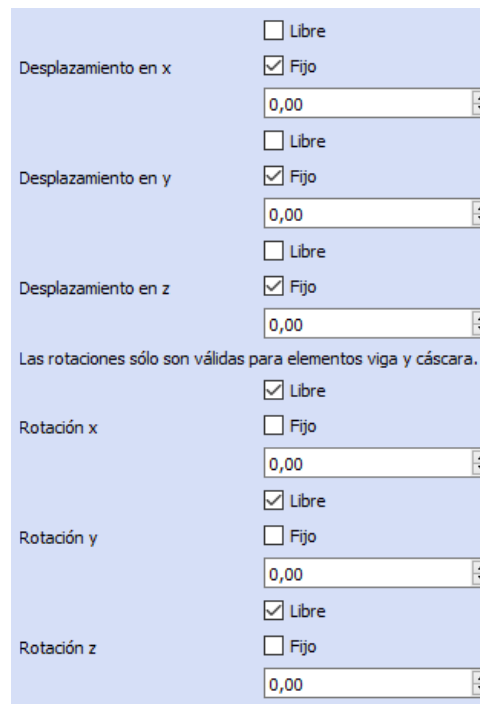 Libre
Desplazamiento en x
Fijo
0,00
Libre
Desplazamiento en y
Fijo
0,00
Libre
Desplazamiento en z
Fijo
0,00
Las rotaciones sólo son válidas para elementos viga y cáscara.
Libre
Rotación x
Fijo
0,00
Libre
Rotación y
Fijo
0,00
Libre
Rotación z
Fijo
0,00